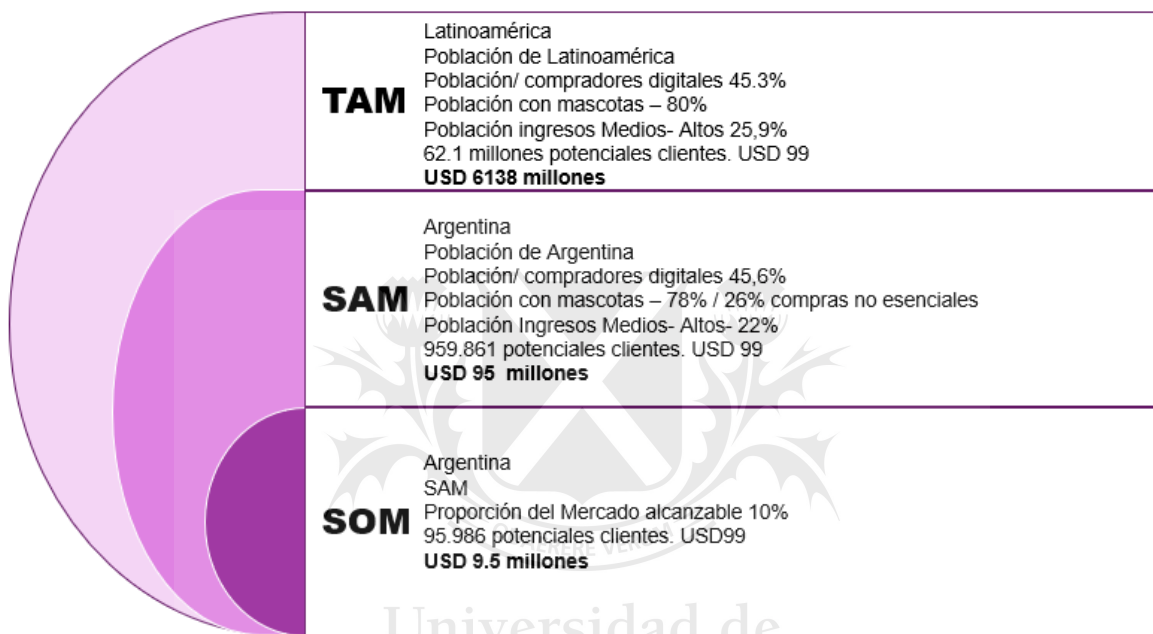 TAM
Latinoamérica
Población de Latinoamérica
Población/ compradores digitales 45.3%
Población con mascotas – 80%
Población ingresos Medios- Altos 25,9%
62.1 millones potenciales clientes. USD 99
USD 6138 millones
SAM
Argentina
Población de Argentina
Población/ compradores digitales 45,6%
Población con mascotas – 78% / 26% compras no esenciales
Población Ingresos Medios- Altos- 22%
959.861 potenciales clientes. USD 99
USD 95  millones
SOM
Argentina
SAM
Proporción del Mercado alcanzable 10%
95.986 potenciales clientes. USD99
USD 9.5 millones
Universidad de